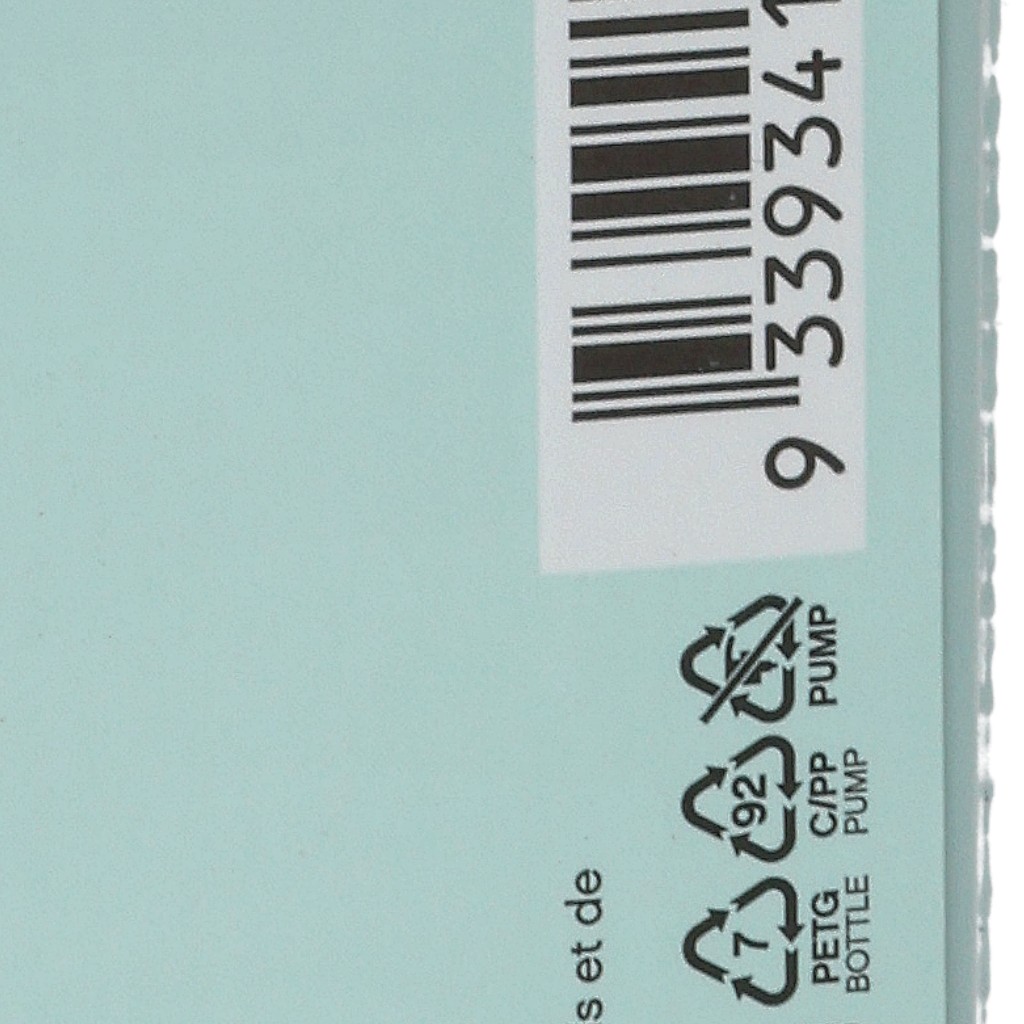 9 339341
s et de
7
PETG
BOTTLE
92
C/PP
PUMP
PUMP